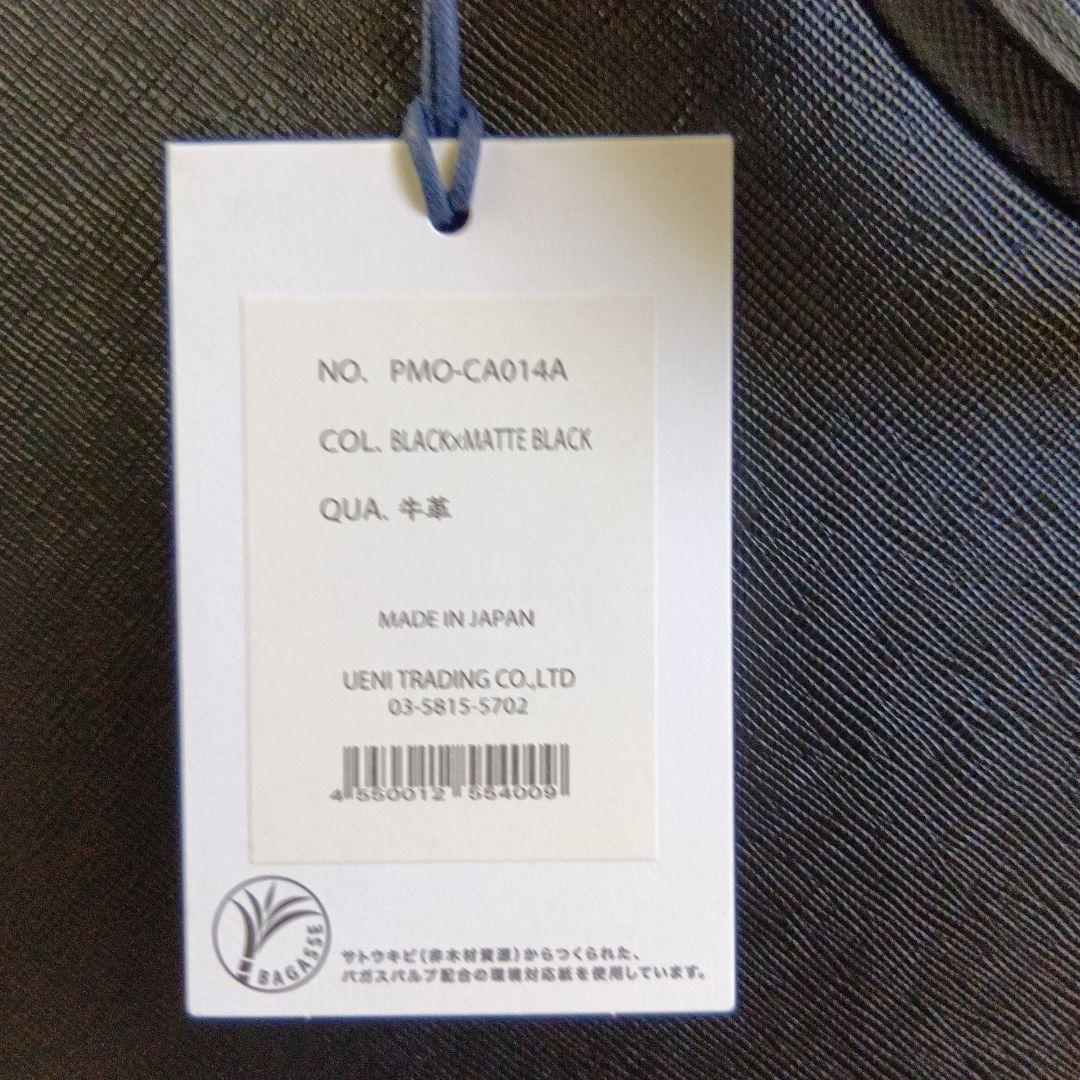 NO. PMO-CA014A
COL. BLACK×MATTE BLACK
QUA. 牛革
MADE IN JAPAN
UENI TRADING CO.,LTD
03-5815-5702
4 550012 554009
BAGASSE
サトウキビ(非木材資源)からつくられた、
バガスパルプ配合の環境対応紙を使用しています。